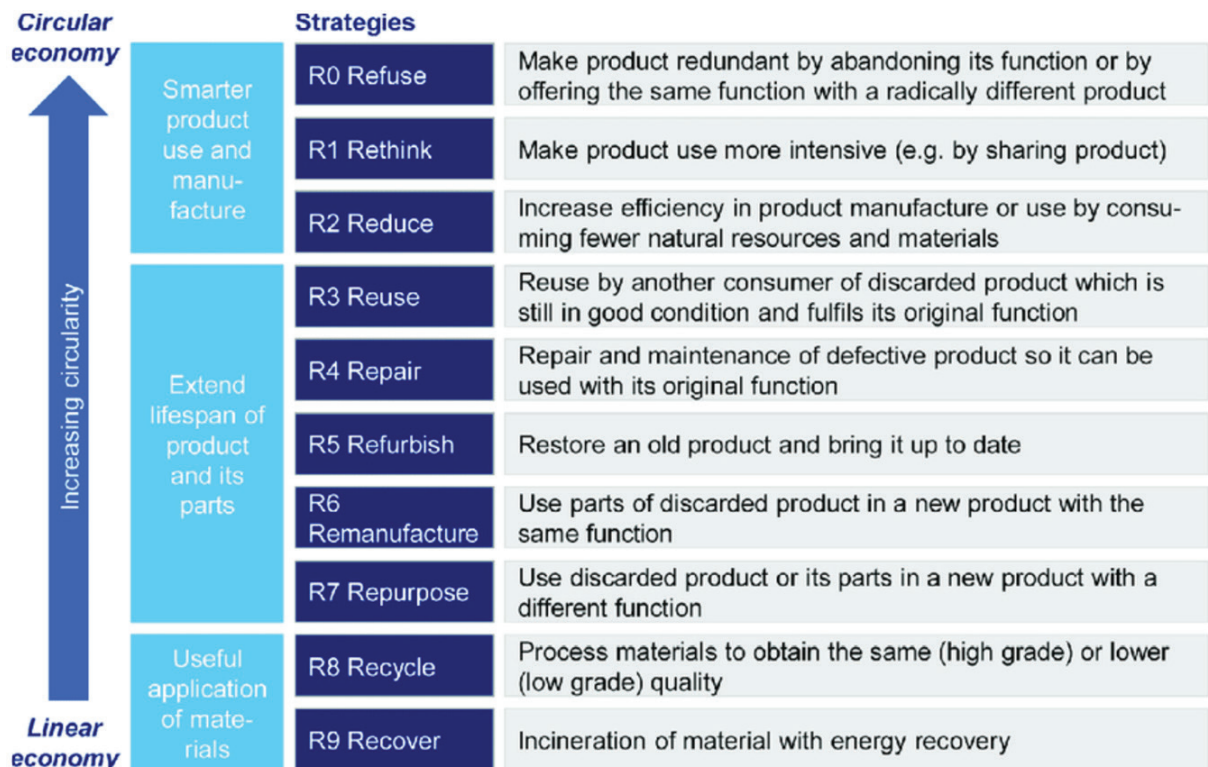 Circular
economy
Strategies
Increasing circularity
Smarter
product
use and
manu-
facture
R0 Refuse
Make product redundant by abandoning its function or by
offering the same function with a radically different product
R1 Rethink
Make product use more intensive (e.g. by sharing product)
R2 Reduce
Increase efficiency in product manufacture or use by consu-
ming fewer natural resources and materials
Extend
lifespan of
product
and its
parts
R3 Reuse
Reuse by another consumer of discarded product which is
still in good condition and fulfils its original function
R4 Repair
Repair and maintenance of defective product so it can be
used with its original function
R5 Refurbish
Restore an old product and bring it up to date
R6
Remanufacture
Use parts of discarded product in a new product with the
same function
R7 Repurpose
Use discarded product or its parts in a new product with a
different function
Useful
application
of mate-
rials
R8 Recycle
Process materials to obtain the same (high grade) or lower
(low grade) quality
R9 Recover
Incineration of material with energy recovery
Linear
economy